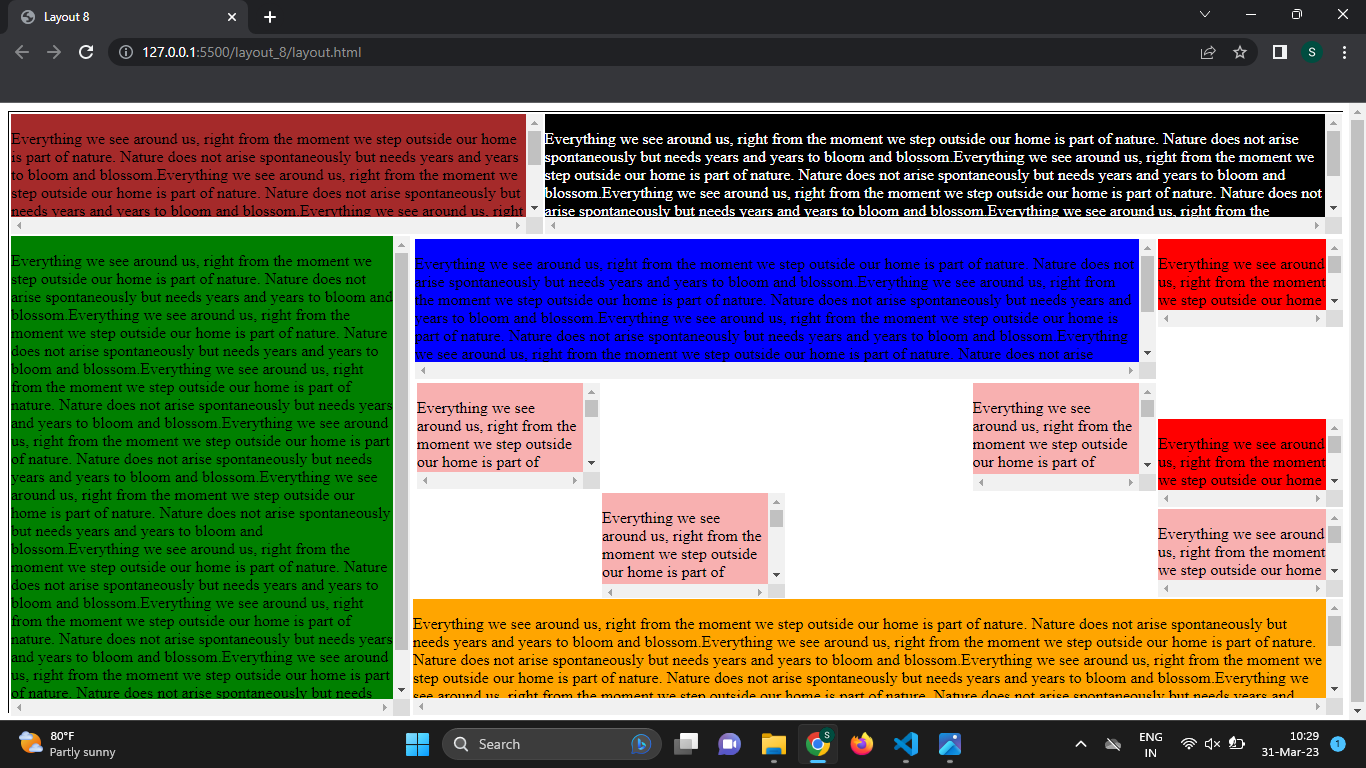 Layout 8
127.0.0.1:5500/layout_8/layout.html
S
Everything we see around us, right from the moment we step outside our home
is part of nature. Nature does not arise spontaneously but needs years and years
to bloom and blossom.Everything we see around us, right from the moment we
step outside our home is part of nature. Nature does not arise spontaneously but
needs years and years to bloom and blossom.Everything we see around us, right
Everything we see around us, right from the moment we step outside our home is part of nature. Nature does not arise
spontaneously but needs years and years to bloom and blossom.Everything we see around us, right from the moment we
step outside our home is part of nature. Nature does not arise spontaneously but needs years and years to bloom and
blossom.Everything we see around us, right from the moment we step outside our home is part of nature. Nature does not
arise spontaneously but needs years and years to bloom and blossom.Everything we see around us, right from the
Everything we see around us, right from the moment we
step outside our home is part of nature. Nature does not
arise spontaneously but needs years and years to bloom and
blossom.Everything we see around us, right from the
moment we step outside our home is part of nature. Nature
does not arise spontaneously but needs years and years to
bloom and blossom.Everything we see around us, right
from the moment we step outside our home is part of
nature. Nature does not arise spontaneously but needs years
and years to bloom and blossom.Everything we see around
us, right from the moment we step outside our home is part
of nature. Nature does not arise spontaneously but needs
years and years to bloom and blossom.Everything we see
around us, right from the moment we step outside our
home is part of nature. Nature does not arise spontaneously
but needs years and years to bloom and
blossom.Everything we see around us, right from the
moment we step outside our home is part of nature. Nature
does not arise spontaneously but needs years and years to
bloom and blossom.Everything we see around us, right
from the moment we step outside our home is part of
nature. Nature does not arise spontaneously but needs years
and years to bloom and blossom.Everything we see around
us, right from the moment we step outside our home is part
of nature. Nature does not arise spontaneously but needs
Everything we see around us, right from the moment we step outside our home is part of nature. Nature does not
arise spontaneously but needs years and years to bloom and blossom.Everything we see around us, right from
the moment we step outside our home is part of nature. Nature does not arise spontaneously but needs years and
years to bloom and blossom.Everything we see around us, right from the moment we step outside our home is
part of nature. Nature does not arise spontaneously but needs years and years to bloom and blossom.Everything
we see around us, right from the moment we step outside our home is part of nature. Nature does not arise
Everything we see around
us, right from the moment
we step outside our home
Everything we see
around us, right from the
moment we step outside
our home is part of
Everything we see
around us, right from the
moment we step outside
our home is part of
Everything we see around
us, right from the moment
we step outside our home
Everything we see
around us, right from the
moment we step outside
our home is part of
Everything we see around
us, right from the moment
we step outside our home
Everything we see around us, right from the moment we step outside our home is part of nature. Nature does not arise spontaneously but
needs years and years to bloom and blossom.Everything we see around us, right from the moment we step outside our home is part of nature.
Nature does not arise spontaneously but needs years and years to bloom and blossom.Everything we see around us, right from the moment we
step outside our home is part of nature. Nature does not arise spontaneously but needs years and years to bloom and blossom.Everything we
see around us, right from the moment we step outside our home is part of nature. Nature does not arise spontaneously but needs years and
80°F
Partly sunny
Search
S
ENG
IN
10:29
31-Mar-23
1